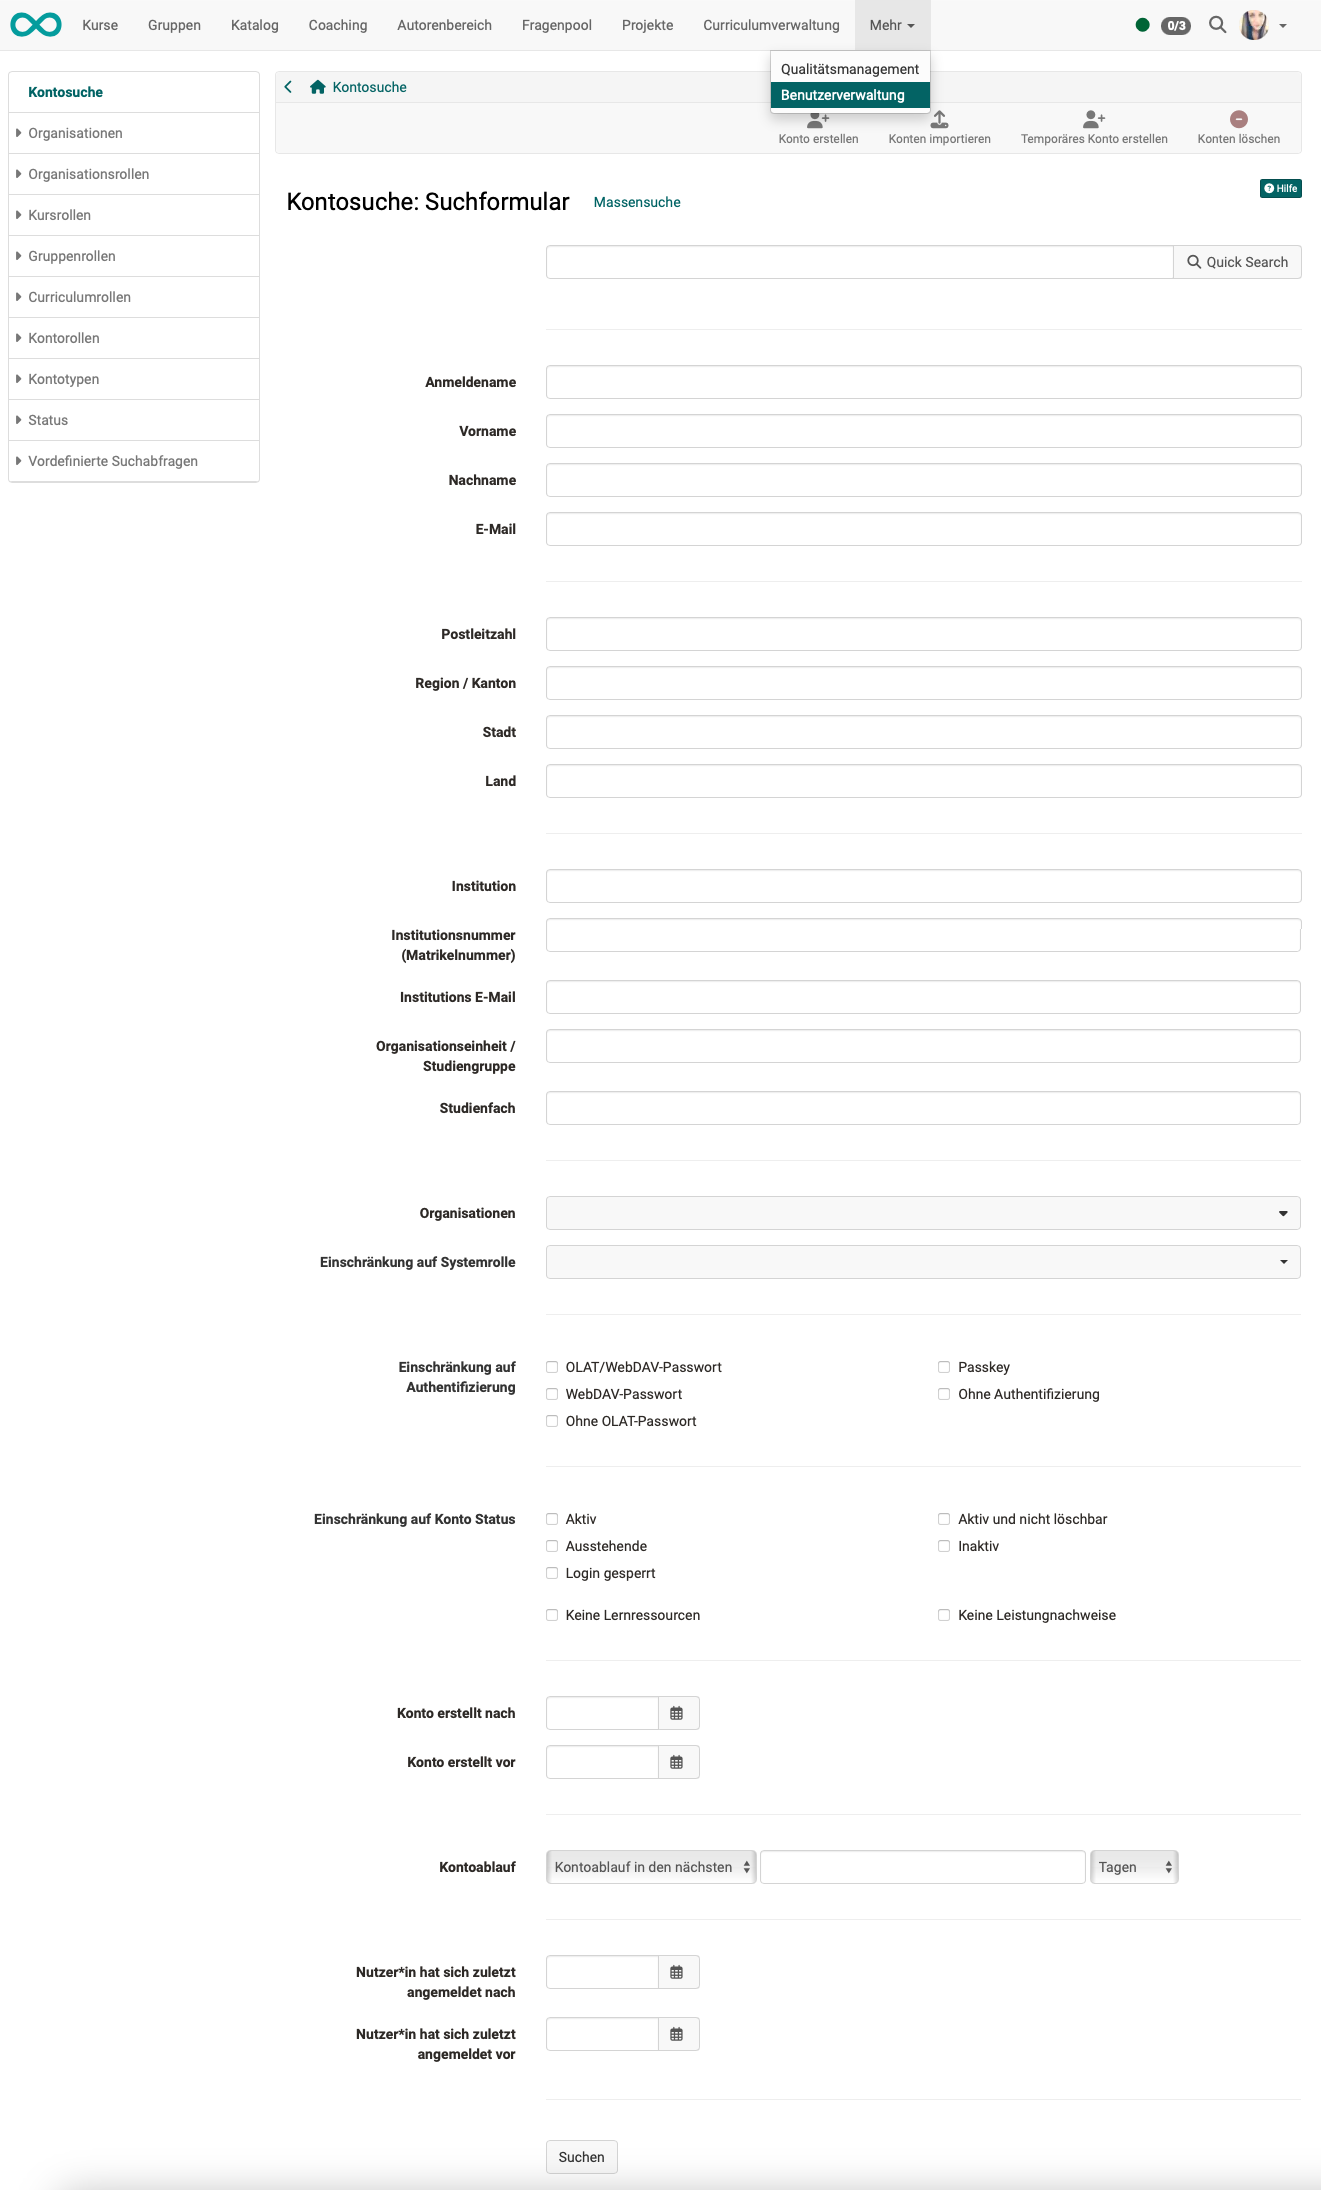 Kurse Gruppen Katalog Coaching Autorenbereich Fragenpool Projekte Curriculumverwaltung Mehr 0/3
Qualitätsmanagement
Benutzerverwaltung
Kontosuche
Organisationen
Organisationsrollen
Kursrollen
Gruppenrollen
Curriculumrollen
Kontorollen
Kontotypen
Status
Vordefinierte Suchabfragen
Kontosuche
Konto erstellen Konten importieren Temporäres Konto erstellen Konten löschen
Hilfe
Kontosuche: Suchformular Massensuche
Quick Search
Anmeldename
Vorname
Nachname
E-Mail
Postleitzahl
Region / Kanton
Stadt
Land
Institution
Institutionsnummer
(Matrikelnummer)
Institutions E-Mail
Organisationseinheit /
Studiengruppe
Studienfach
Organisationen
Einschränkung auf Systemrolle
Einschränkung auf
Authentifizierung
OLAT/WebDAV-Passwort Passkey
WebDAV-Passwort Ohne Authentifizierung
Ohne OLAT-Passwort
Einschränkung auf Konto Status
Aktiv Aktiv und nicht löschbar
Ausstehende Inaktiv
Login gesperrt
Keine Lernressourcen Keine Leistungnachweise
Konto erstellt nach
Konto erstellt vor
Kontoablauf Kontoablauf in den nächsten Tagen
Nutzer*in hat sich zuletzt
angemeldet nach
Nutzer*in hat sich zuletzt
angemeldet vor
Suchen